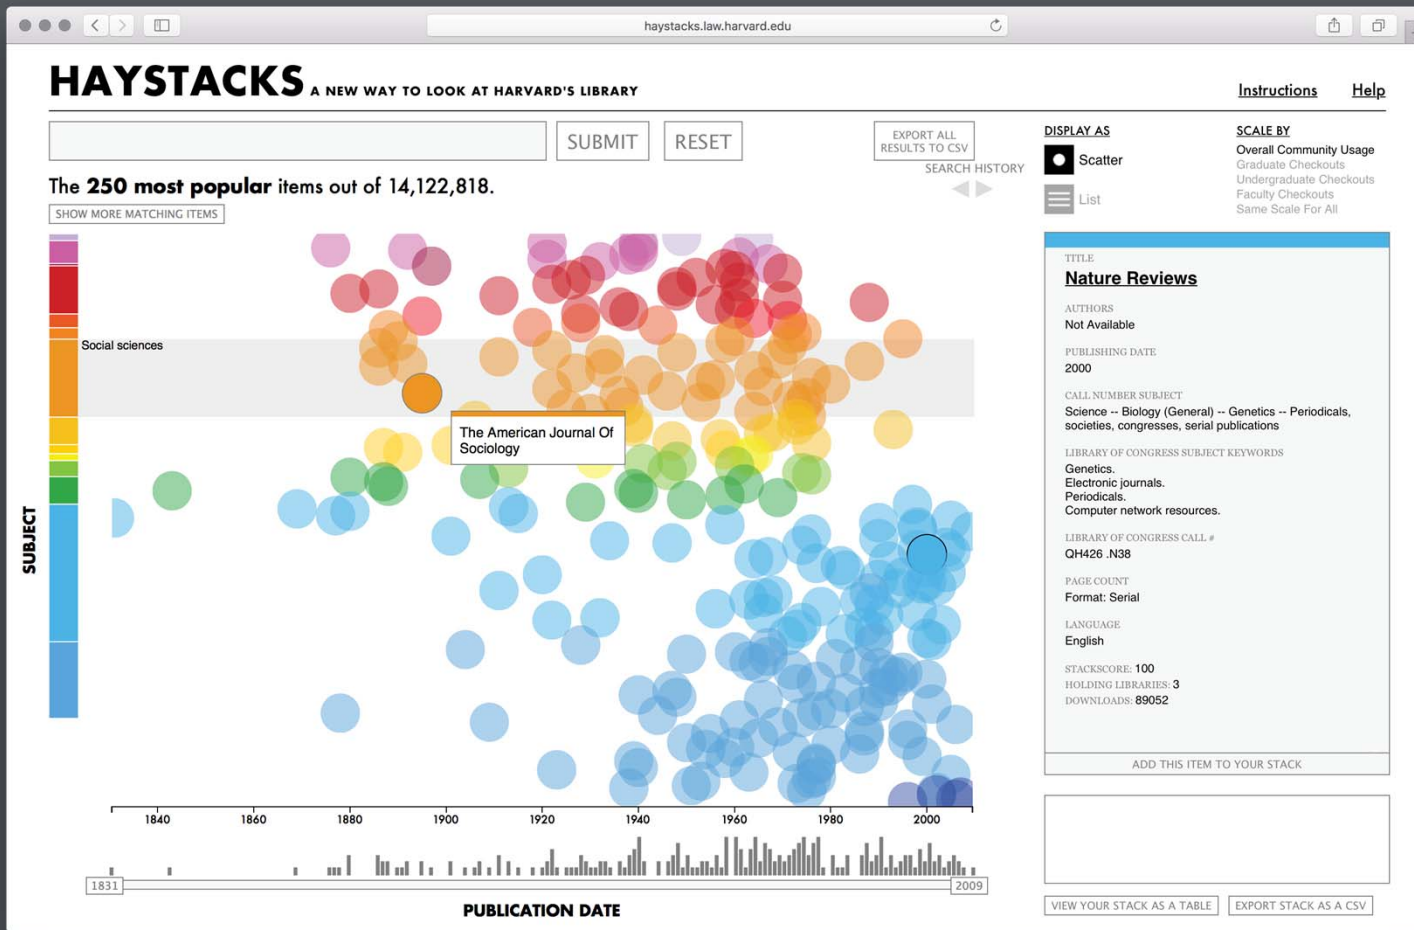 haystacks.law.harvard.edu
HAYSTACKS A NEW WAY TO LOOK AT HARVARD'S LIBRARY
Instructions
Help
SUBMIT
RESET
EXPORT ALL
RESULTS TO CSV
SEARCH HISTORY
The 250 most popular items out of 14,122,818.
SHOW MORE MATCHING ITEMS
DISPLAY AS
Scatter
List
SCALE BY
Overall Community Usage
Graduate Checkouts
Undergraduate Checkouts
Faculty Checkouts
Same Scale For All
SUBJECT
Social sciences
The American Journal Of
Sociology
1840
1860
1880
1900
1920
1940
1960
1980
2000
1831
2009
PUBLICATION DATE
TITLE
Nature Reviews
AUTHORS
Not Available
PUBLISHING DATE
2000
CALL NUMBER SUBJECT
Science -- Biology (General) -- Genetics -- Periodicals,
societies, congresses, serial publications
LIBRARY OF CONGRESS SUBJECT KEYWORDS
Genetics.
Electronic journals.
Periodicals.
Computer network resources.
LIBRARY OF CONGRESS CALL #
QH426 .N38
PAGE COUNT
Format: Serial
LANGUAGE
English
STACKSCORE: 100
HOLDING LIBRARIES: 3
DOWNLOADS: 89052
ADD THIS ITEM TO YOUR STACK
VIEW YOUR STACK AS A TABLE
EXPORT STACK AS A CSV